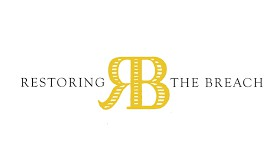 RESTORING RB THE BREACH